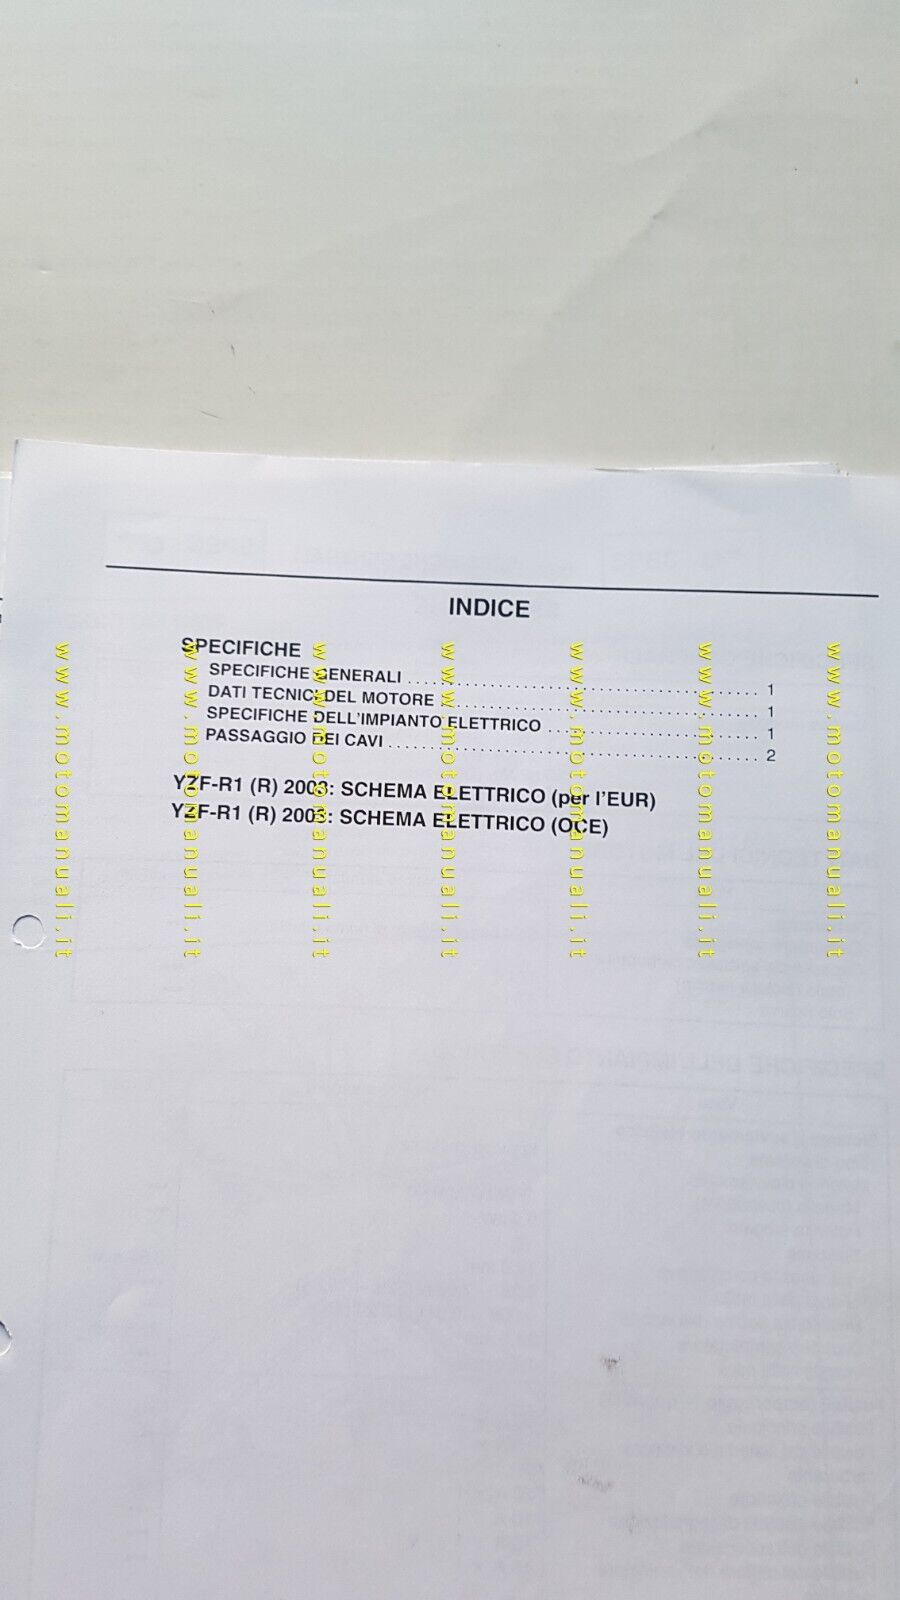 INDICE
SPECIFICHE
SPECIFICHE GENERALI ........ 1
DATI TECNICI DEL MOTORE ........ 1
SPECIFICHE DELL'IMPIANTO ELETTRICO ........ 1
PASSAGGIO DEI CAVI ........ 2
YZF-R1 (R) 2003: SCHEMA ELETTRICO (per l'EUR)
YZF-R1 (R) 2003: SCHEMA ELETTRICO (OCE)
www.motomanuali.it
www.motomanuali.it
www.motomanuali.it
www.motomanuali.it
www.motomanuali.it
www.motomanuali.it
www.motomanuali.it